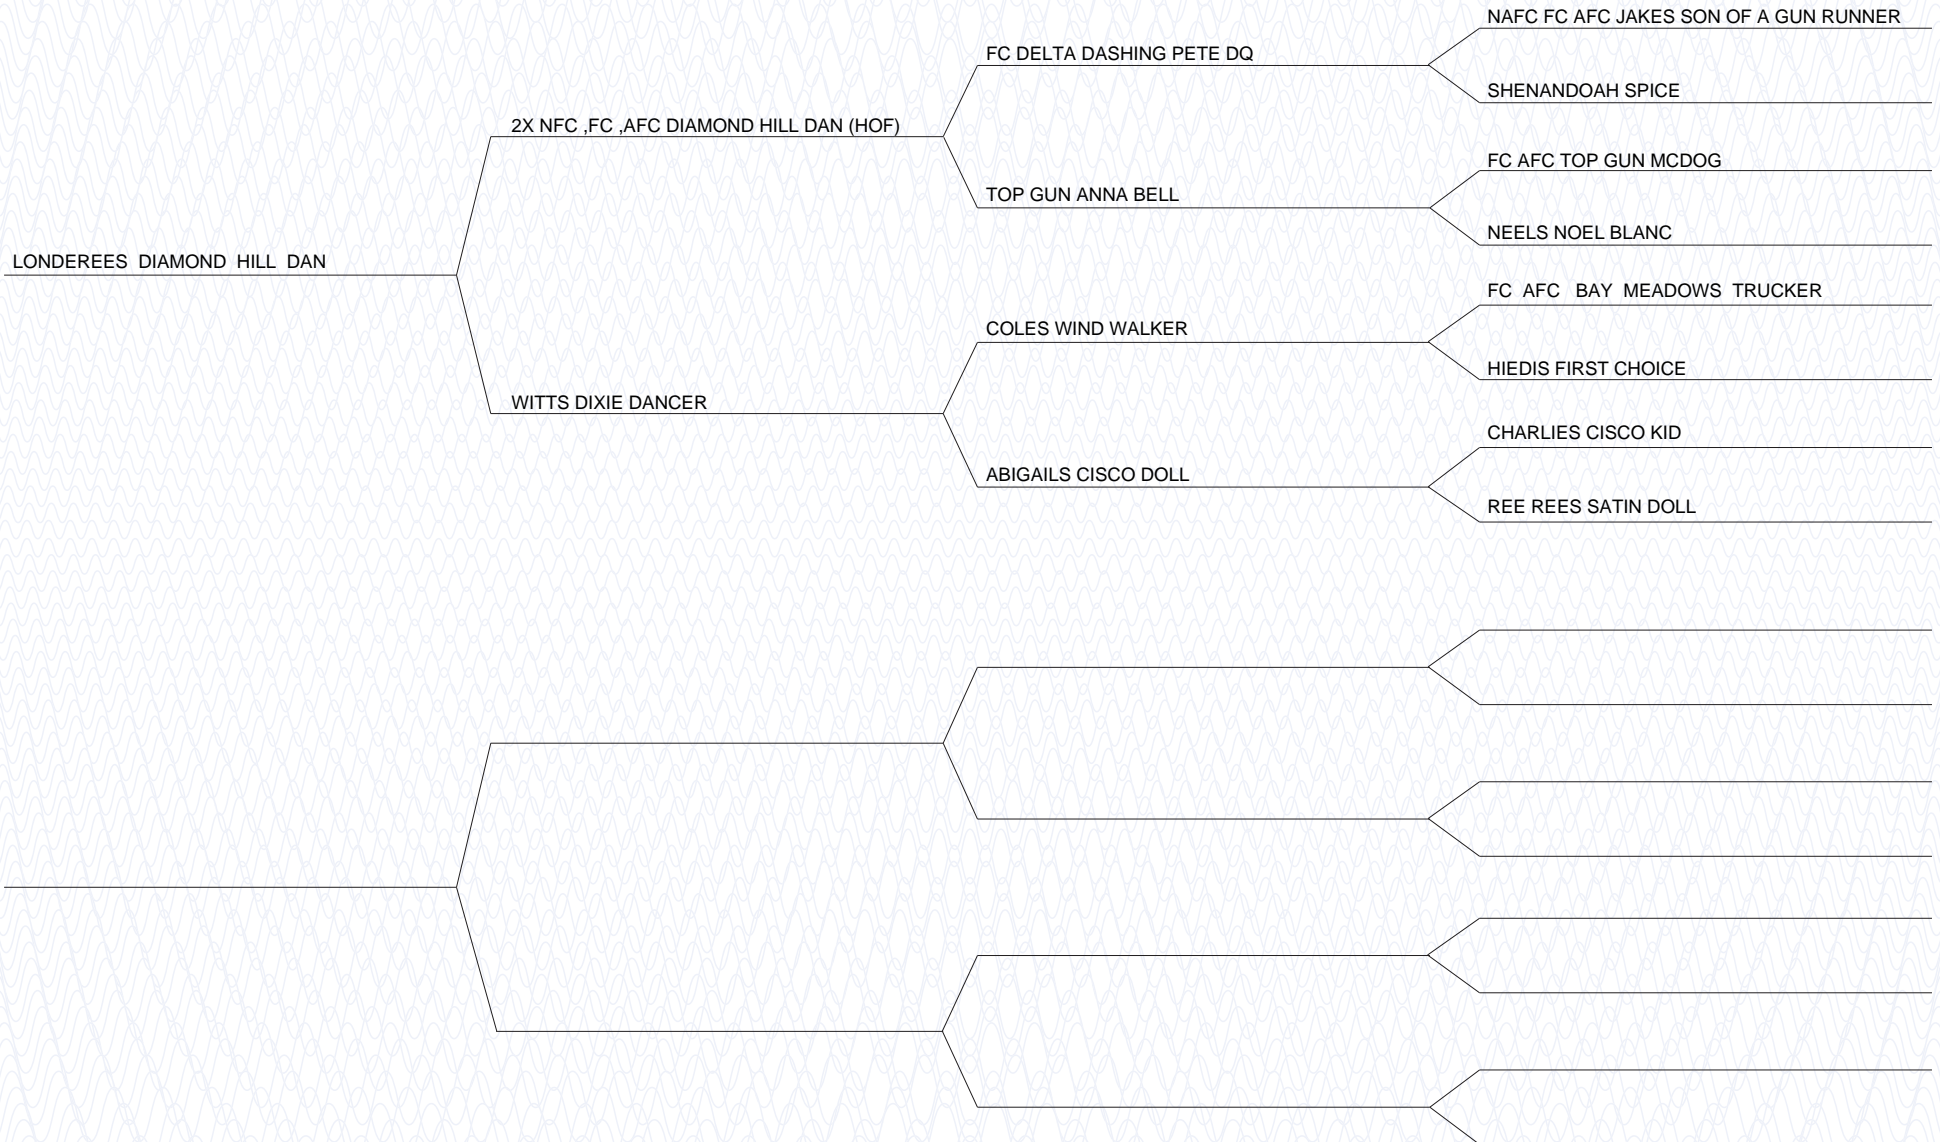 NAFC FC AFC JAKES SON OF A GUN RUNNER
FC DELTA DASHING PETE DQ
SHENANDOAH SPICE
2X NFC ,FC ,AFC DIAMOND HILL DAN (HOF)
FC AFC TOP GUN MCDOG
TOP GUN ANNA BELL
NEELS NOEL BLANC
LONDEREES DIAMOND HILL DAN
FC AFC BAY MEADOWS TRUCKER
COLES WIND WALKER
HIEDIS FIRST CHOICE
WITTS DIXIE DANCER
CHARLIES CISCO KID
ABIGAILS CISCO DOLL
REE REES SATIN DOLL